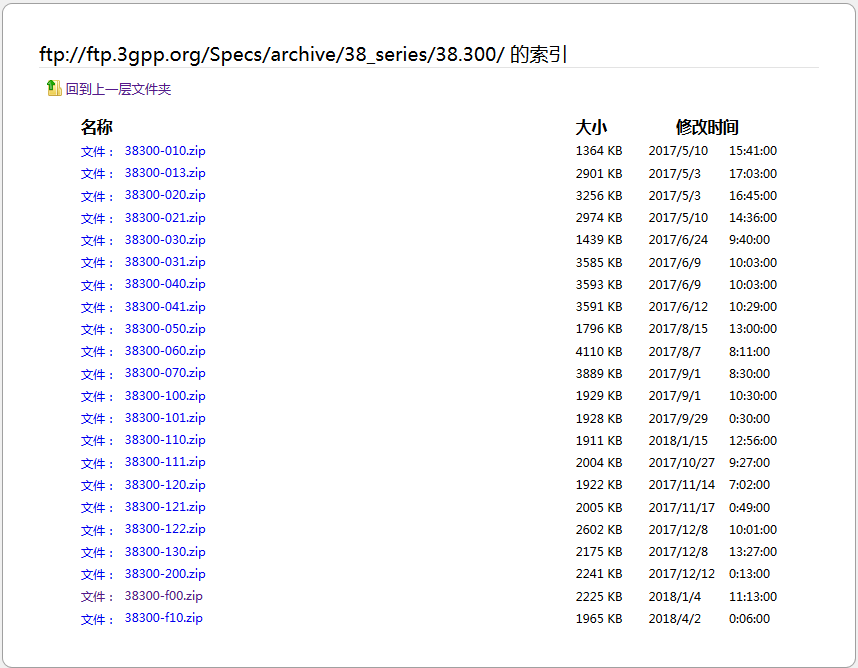 ftp://ftp.3gpp.org/Specs/archive/38_series/38.300/ 的索引
回到上一层文件夹
名称 大小 修改时间
文件： 38300-010.zip 1364 KB 2017/5/10 15:41:00
文件： 38300-013.zip 2901 KB 2017/5/3 17:03:00
文件： 38300-020.zip 3256 KB 2017/5/3 16:45:00
文件： 38300-021.zip 2974 KB 2017/5/10 14:36:00
文件： 38300-030.zip 1439 KB 2017/6/24 9:40:00
文件： 38300-031.zip 3585 KB 2017/6/9 10:03:00
文件： 38300-040.zip 3593 KB 2017/6/9 10:03:00
文件： 38300-041.zip 3591 KB 2017/6/12 10:29:00
文件： 38300-050.zip 1796 KB 2017/8/15 13:00:00
文件： 38300-060.zip 4110 KB 2017/8/7 8:11:00
文件： 38300-070.zip 3889 KB 2017/9/1 8:30:00
文件： 38300-100.zip 1929 KB 2017/9/1 10:30:00
文件： 38300-101.zip 1928 KB 2017/9/29 0:30:00
文件： 38300-110.zip 1911 KB 2018/1/15 12:56:00
文件： 38300-111.zip 2004 KB 2017/10/27 9:27:00
文件： 38300-120.zip 1922 KB 2017/11/14 7:02:00
文件： 38300-121.zip 2005 KB 2017/11/17 0:49:00
文件： 38300-122.zip 2602 KB 2017/12/8 10:01:00
文件： 38300-130.zip 2175 KB 2017/12/8 13:27:00
文件： 38300-200.zip 2241 KB 2017/12/12 0:13:00
文件： 38300-f00.zip 2225 KB 2018/1/4 11:13:00
文件： 38300-f10.zip 1965 KB 2018/4/2 0:06:00